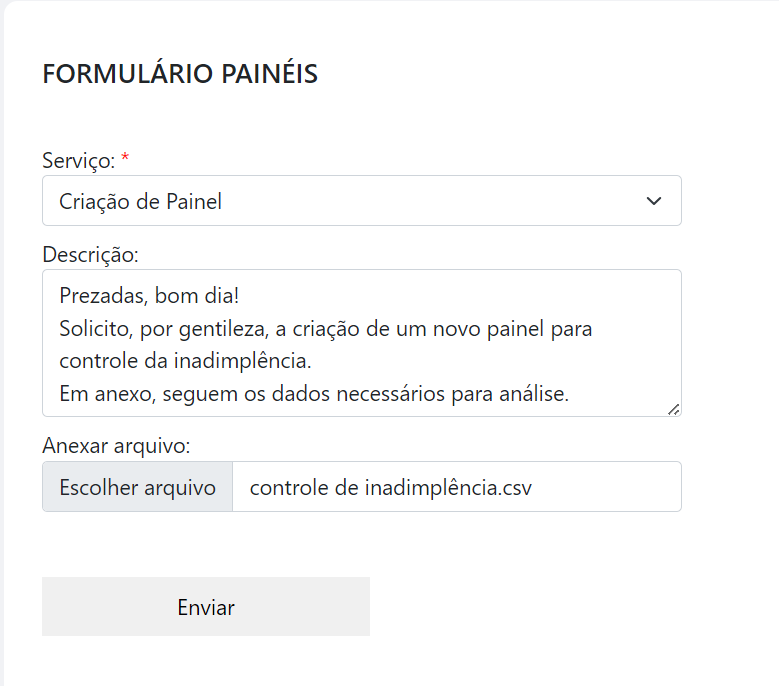 FORMULÁRIO PAINÉIS
Serviço: *
Criação de Painel
Descrição:
Prezadas, bom dia!
Solicito, por gentileza, a criação de um novo painel para
controle da inadimplência.
Em anexo, seguem os dados necessários para análise.
Anexar arquivo:
Escolher arquivo controle de inadimplência.csv
Enviar